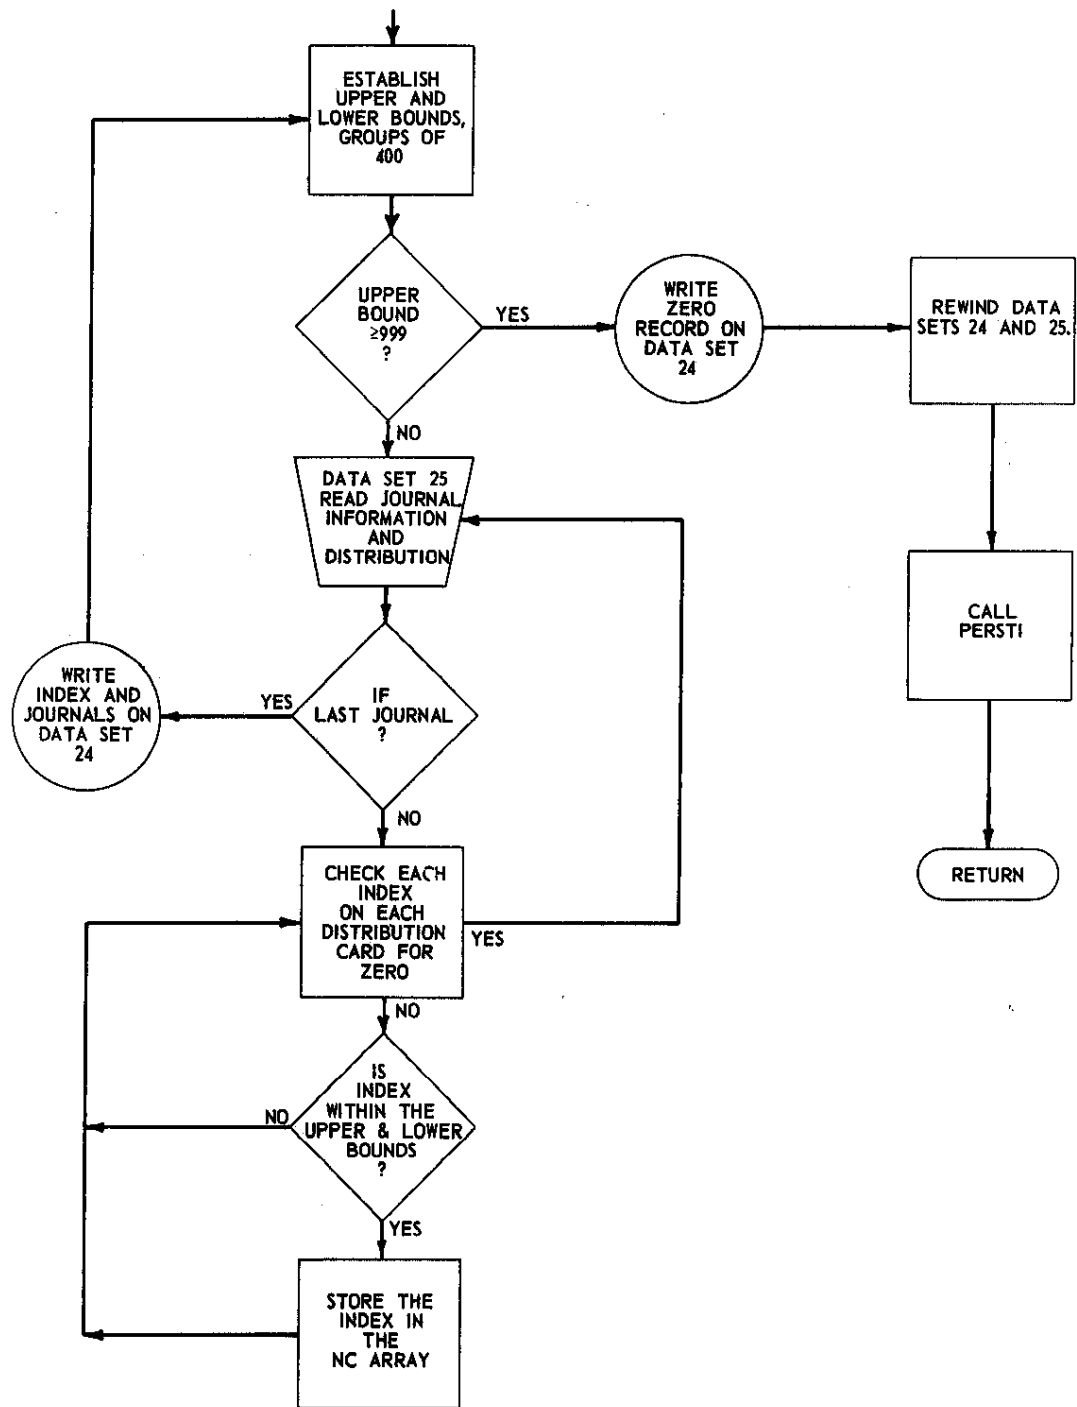 ESTABLISH
UPPER AND
LOWER BOUNDS,
GROUPS OF
400
UPPER
BOUND
≥999
?
YES
WRITE
ZERO
RECORD ON
DATA SET
24
REWIND DATA
SETS 24 AND 25.
NO
DATA SET 25
READ JOURNAL
INFORMATION
AND
DISTRIBUTION
CALL
PERSTI
WRITE
INDEX AND
JOURNALS ON
DATA SET
24
YES
IF
LAST JOURNAL
?
NO
CHECK EACH
INDEX
ON EACH
DISTRIBUTION
CARD FOR
ZERO
YES
RETURN
NO
IS
INDEX
WITHIN THE
UPPER & LOWER
BOUNDS
?
NO
YES
STORE THE
INDEX IN
THE
NC ARRAY